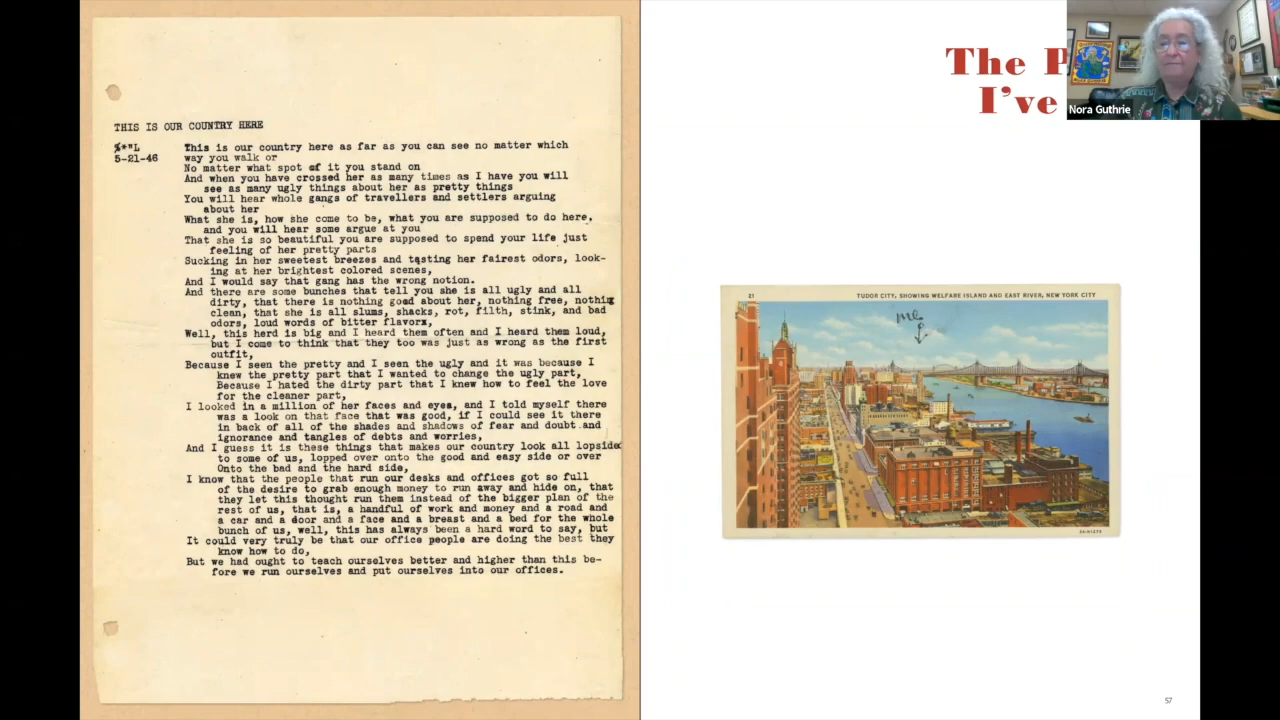 THIS IS OUR COUNTRY HERE
5-21-46
This is our country here as far as you can see no matter which
way you walk or
No matter what spot of it you stand on
And when you have crossed her as many times as I have you will
see as many ugly things about her as pretty things
You will hear whole gangs of travellers and settlers arguing
about her
What she is, how she come to be, what you are supposed to do here,
and you will hear some argue at you
That she is so beautiful you are supposed to spend your life just
feeling of her pretty parts
Sucking in her sweetest breezes and tasting her fairest odors, look-
ing at her brightest colored scenes,
And I would say that gang has the wrong notion.
And there are some bunches that tell you she is all ugly and all
dirty, that there is nothing good about her, nothing free, nothing
clean, that she is all slums, shacks, rot, filth, stink, and bad
odors, loud words of bitter flavorx,
Well, this herd is big and I heard them often and I heard them loud,
but I come to think that they too was just as wrong as the first
outfit,
Because I seen the pretty and I seen the ugly and it was because I
knew the pretty part that I wanted to change the ugly part,
Because I hated the dirty part that I knew how to feel the love
for the cleaner part,
I looked in a million of her faces and eyes, and I told myself there
was a look on that face that was good, if I could see it there
in back of all of the shades and shadows of fear and doubt and
ignorance and tangles of debts and worries,
And I guess it is these things that makes our country look all lopsided
to some of us, lopped over onto the good and easy side or over
Onto the bad and the hard side,
I know that the people that run our desks and offices got so full
of the desire to grab enough money to run away and hide on, that
they let this thought run them instead of the bigger plan of the
rest of us, that is, a handful of work and money and a road and
a car and a door and a face and a breast and a bed for the whole
bunch of us, well, this has always been a hard word to say, but
It could very truly be that our office people are doing the best they
know how to do,
But we had ought to teach ourselves better and higher than this be-
fore we run ourselves and put ourselves into our offices.
The P
I've
Nora Guthrie
21
TUDOR CITY, SHOWING WELFARE ISLAND AND EAST RIVER, NEW YORK CITY
me
57